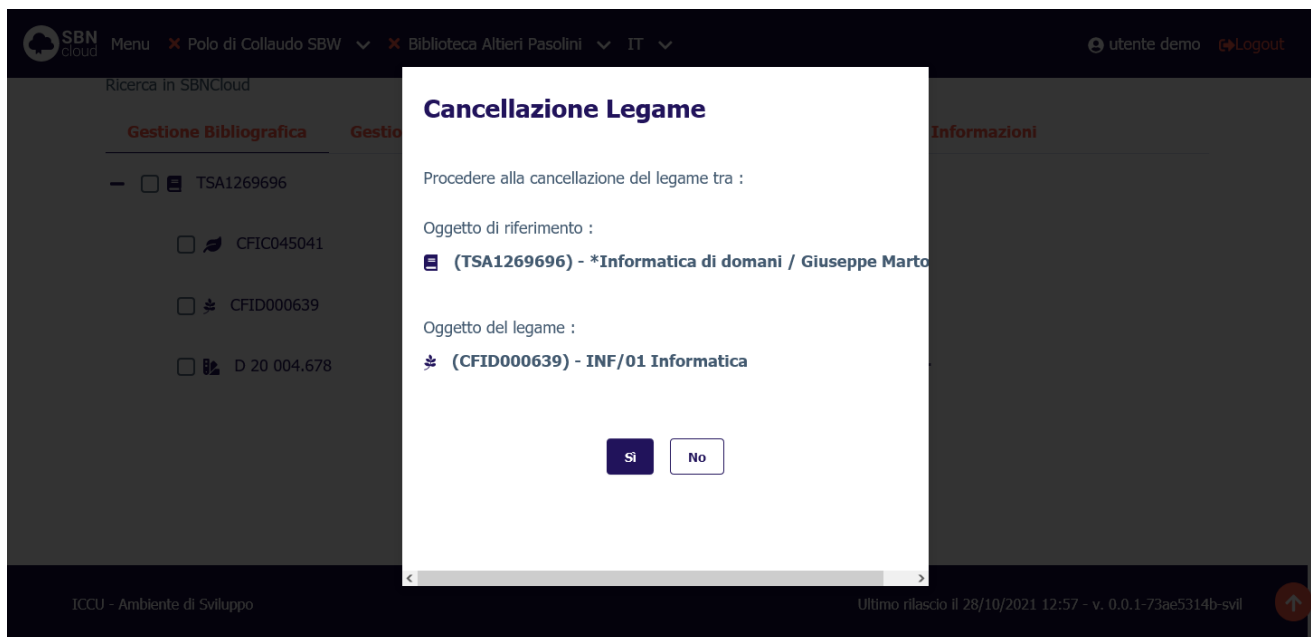 SBN cloud Menu Polo di Collaudo SBW Biblioteca Altieri Pasolini IT utente demo Logout
Ricerca in SBNCloud
Gestione Bibliografica Gestio Informazioni
TSA1269696
CFIC045041
CFID000639
D 20 004.678
Cancellazione Legame
Procedere alla cancellazione del legame tra :
Oggetto di riferimento :
(TSA1269696) - *Informatica di domani / Giuseppe Marto
Oggetto del legame :
(CFID000639) - INF/01 Informatica
Sì No
ICCU - Ambiente di Sviluppo Ultimo rilascio il 28/10/2021 12:57 - v. 0.0.1-73ae5314b-svil